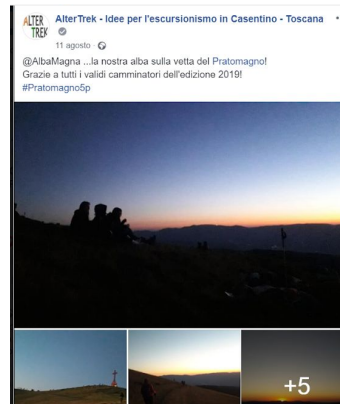 ALTER
TREK
AlterTrek - Idee per l'escursionismo in Casentino - Toscana
11 agosto ·
@AlbaMagna ...la nostra alba sulla vetta del Pratomagno!
Grazie a tutti i validi camminatori dell'edizione 2019!
#Pratomagno5p
+5